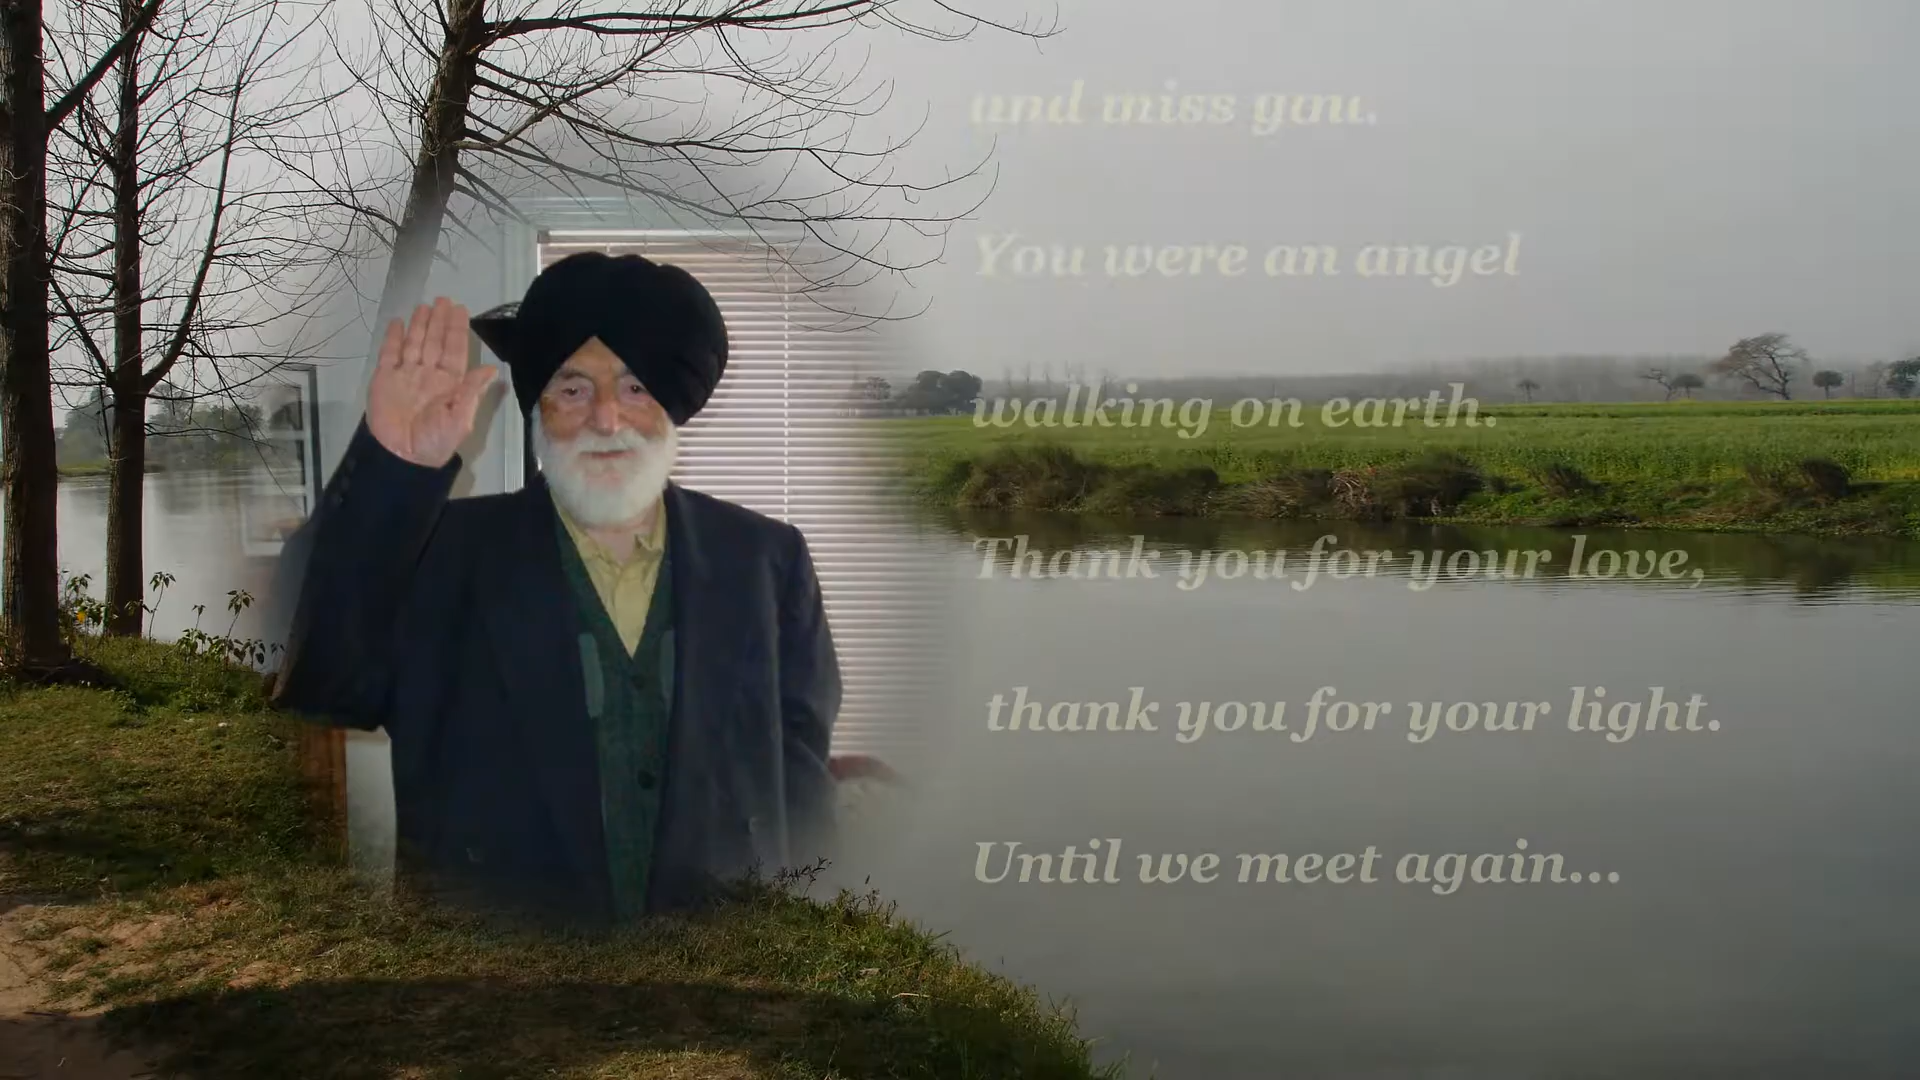 and miss you.
You were an angel
walking on earth.
Thank you for your love,
thank you for your light.
Until we meet again...